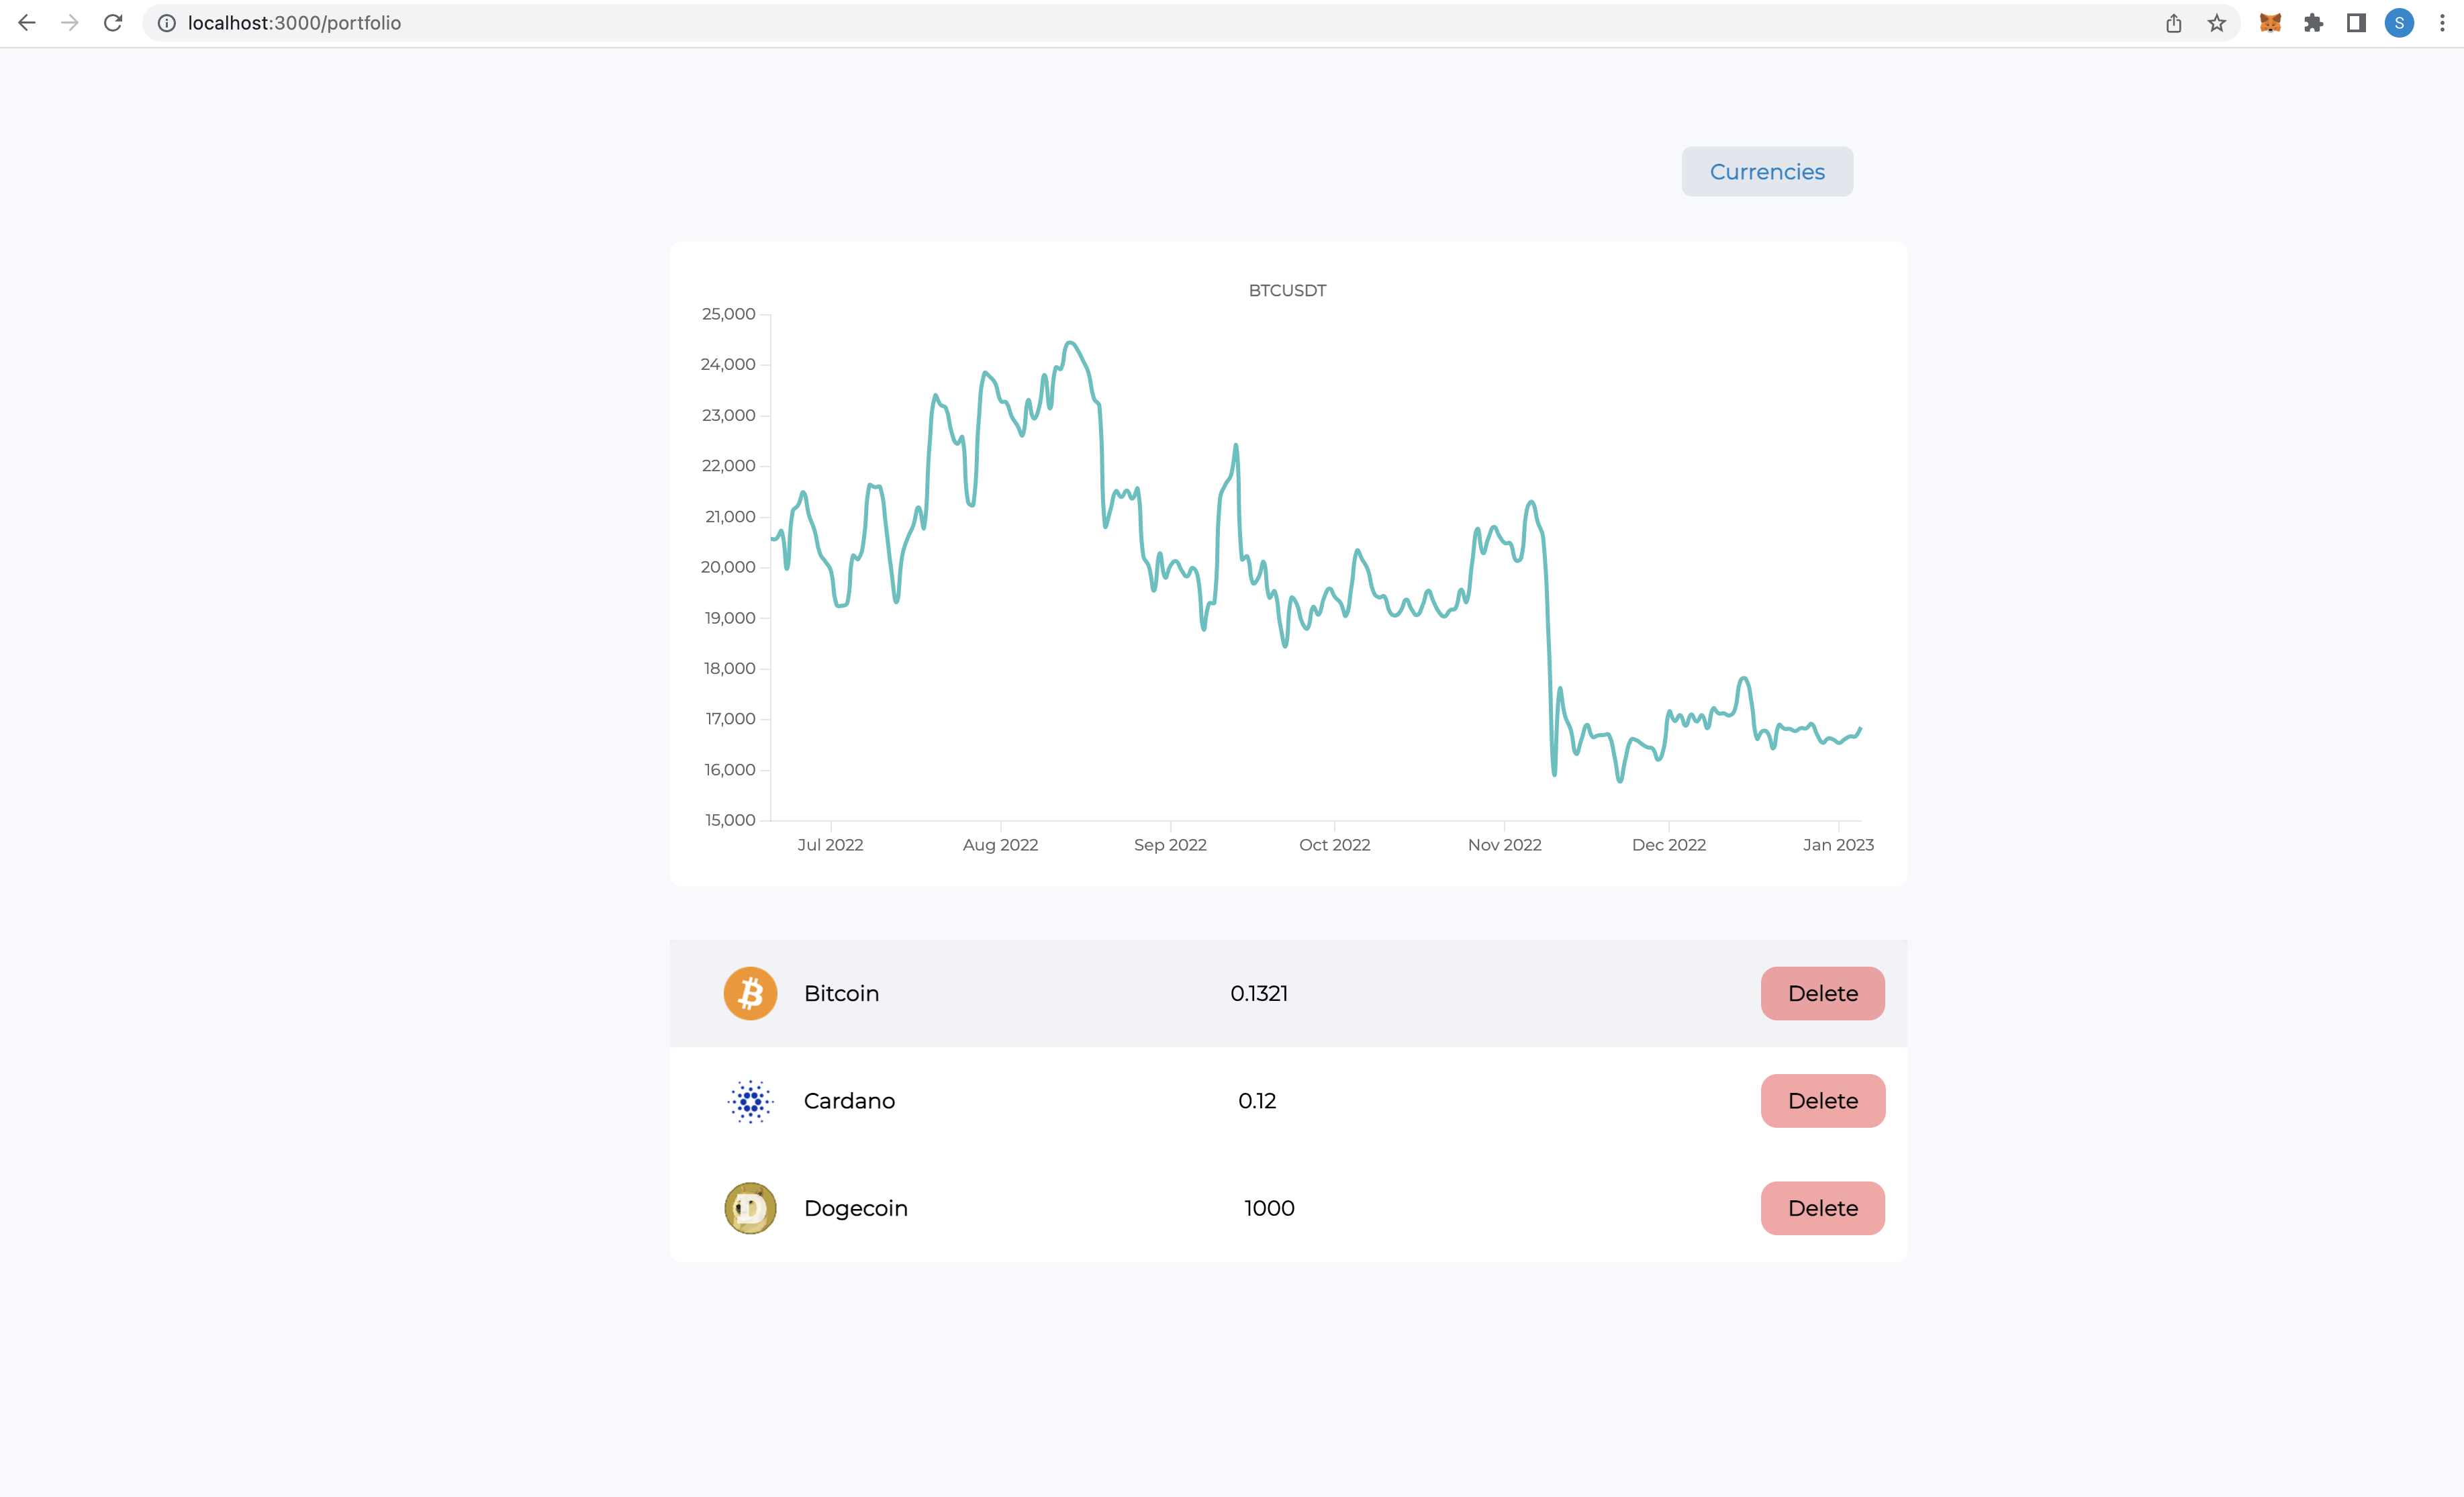 localhost:3000/portfolio
S
Currencies
BTCUSDT
25,000
24,000
23,000
22,000
21,000
20,000
19,000
18,000
17,000
16,000
15,000
Jul 2022 Aug 2022 Sep 2022 Oct 2022 Nov 2022 Dec 2022 Jan 2023
Bitcoin 0.1321 Delete
Cardano 0.12 Delete
Dogecoin 1000 Delete